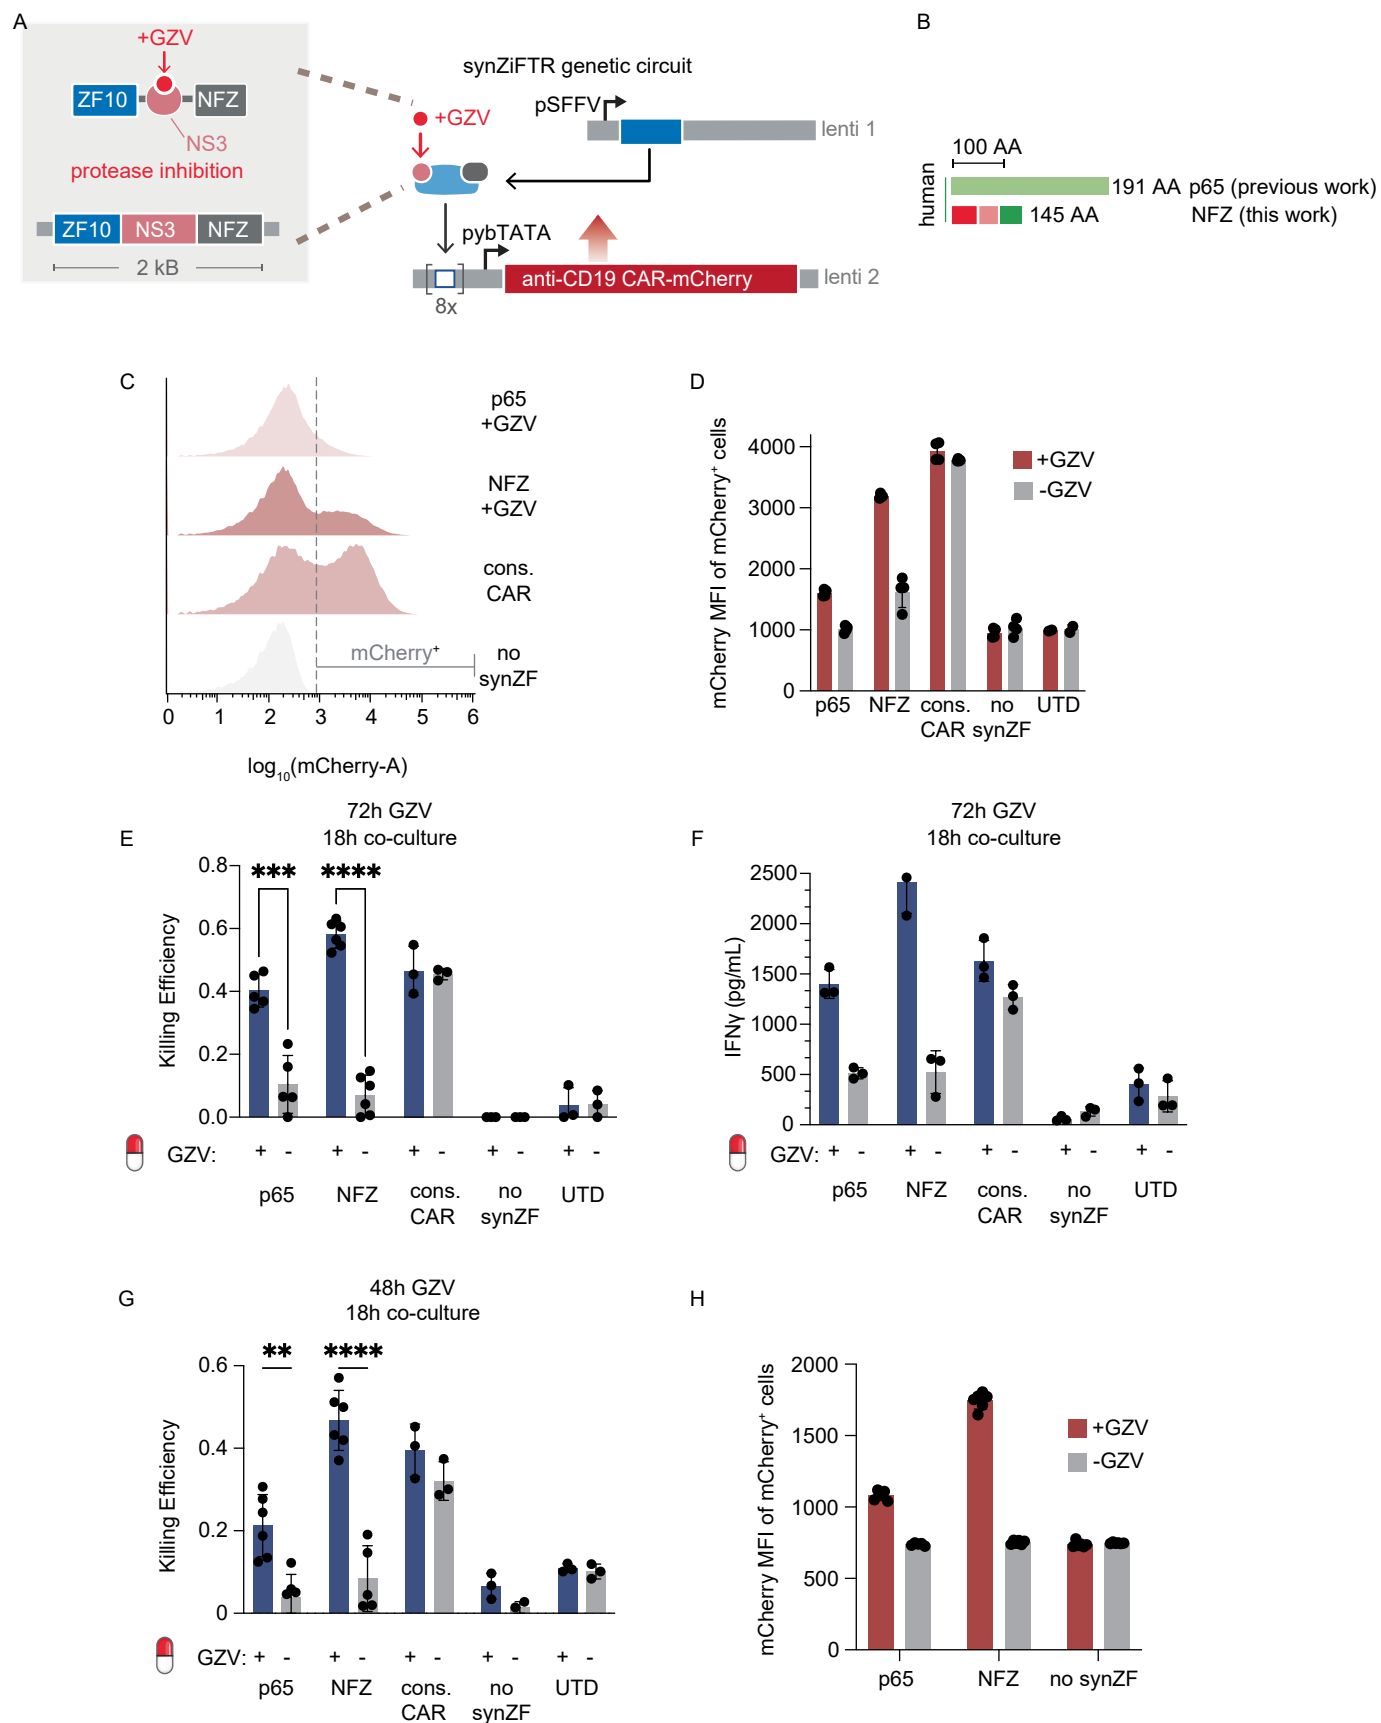 A
+GZV
ZF10
NFZ
NS3
protease inhibition
ZF10 NS3 NFZ
2 kB
synZiFTR genetic circuit
pSFFV
lenti 1
+GZV
pybTATA
anti-CD19 CAR-mCherry
lenti 2
8x
B
human
100 AA
191 AA p65 (previous work)
145 AA NFZ (this work)
C
p65
+GZV
NFZ
+GZV
cons.
CAR
mCherry+
no
synZF
0 1 2 3 4 5 6
log10(mCherry-A)
D
mCherry MFI of mCherry+ cells
4000
3000
2000
1000
0
+GZV
-GZV
p65 NFZ cons. no UTD
CAR synZF
E
72h GZV
18h co-culture
Killing Efficiency
0.8
0.6
0.4
0.2
0.0
*** ****
GZV: + - + - + - + - + -
p65 NFZ cons. no UTD
CAR synZF
F
72h GZV
18h co-culture
IFNγ (pg/mL)
2500
2000
1500
1000
500
0
GZV: + - + - + - + - + -
p65 NFZ cons. no UTD
CAR synZF
G
48h GZV
18h co-culture
Killing Efficiency
0.6
0.4
0.2
0
** ****
GZV: + - + - + - + - + -
p65 NFZ cons. no UTD
CAR synZF
H
mCherry MFI of mCherry+ cells
2000
1500
1000
500
0
+GZV
-GZV
p65 NFZ no synZF